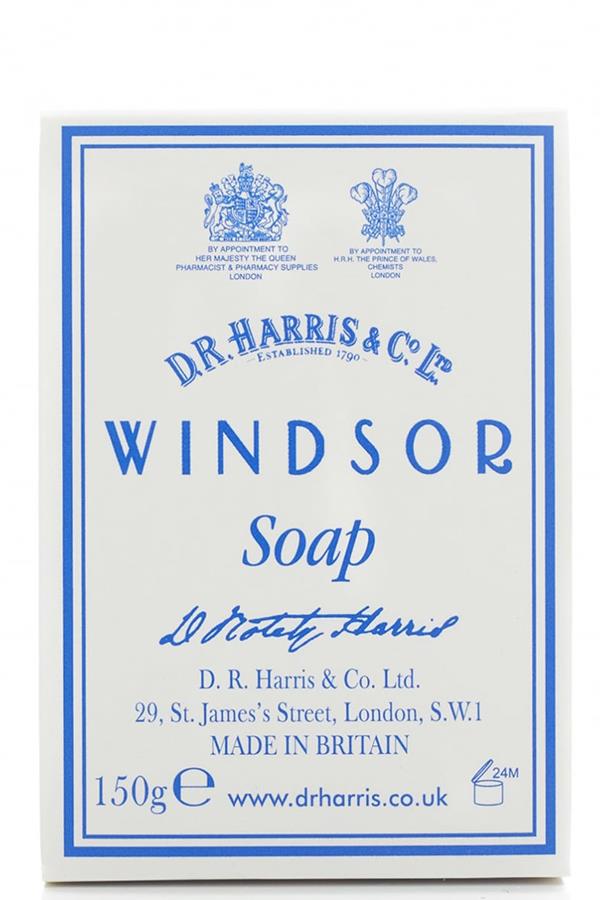 BY APPOINTMENT TO
HER MAJESTY THE QUEEN
PHARMACIST & PHARMACY SUPPLIES
LONDON
BY APPOINTMENT TO
H.R.H. THE PRINCE OF WALES,
CHEMISTS
LONDON
D.R. HARRIS & Co. LTD.
ESTABLISHED 1790
WINDSOR
Soap
D Notely Harris
D. R. Harris & Co. Ltd.
29, St. James's Street, London, S.W.1
MADE IN BRITAIN
150g ℮ www.drharris.co.uk 24M